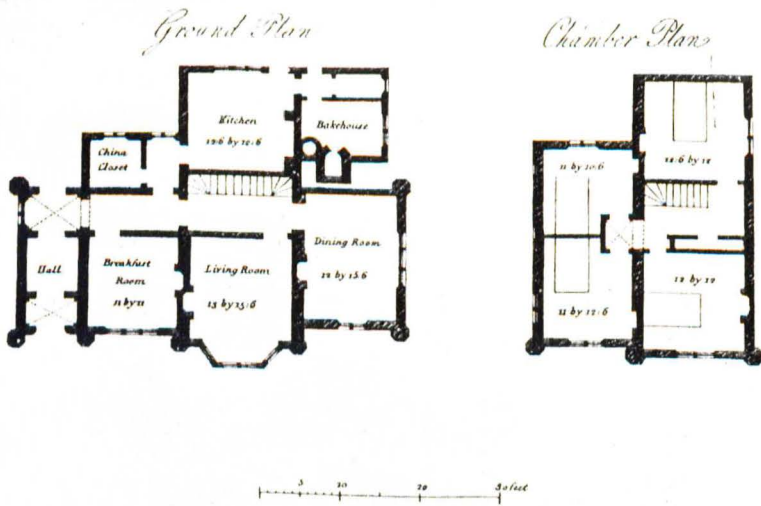 Ground Plan
Chamber Plan
Kitchen
12:6 by 12:6
Bakehouse
China
Closet
Hall
Breakfast
Room
11 by 11
Living Room
13 by 15:6
Dining Room
12 by 15.6
11 by 10:6
12:6 by 12
11 by 12:6
12 by 12
5 10 20 30 feet